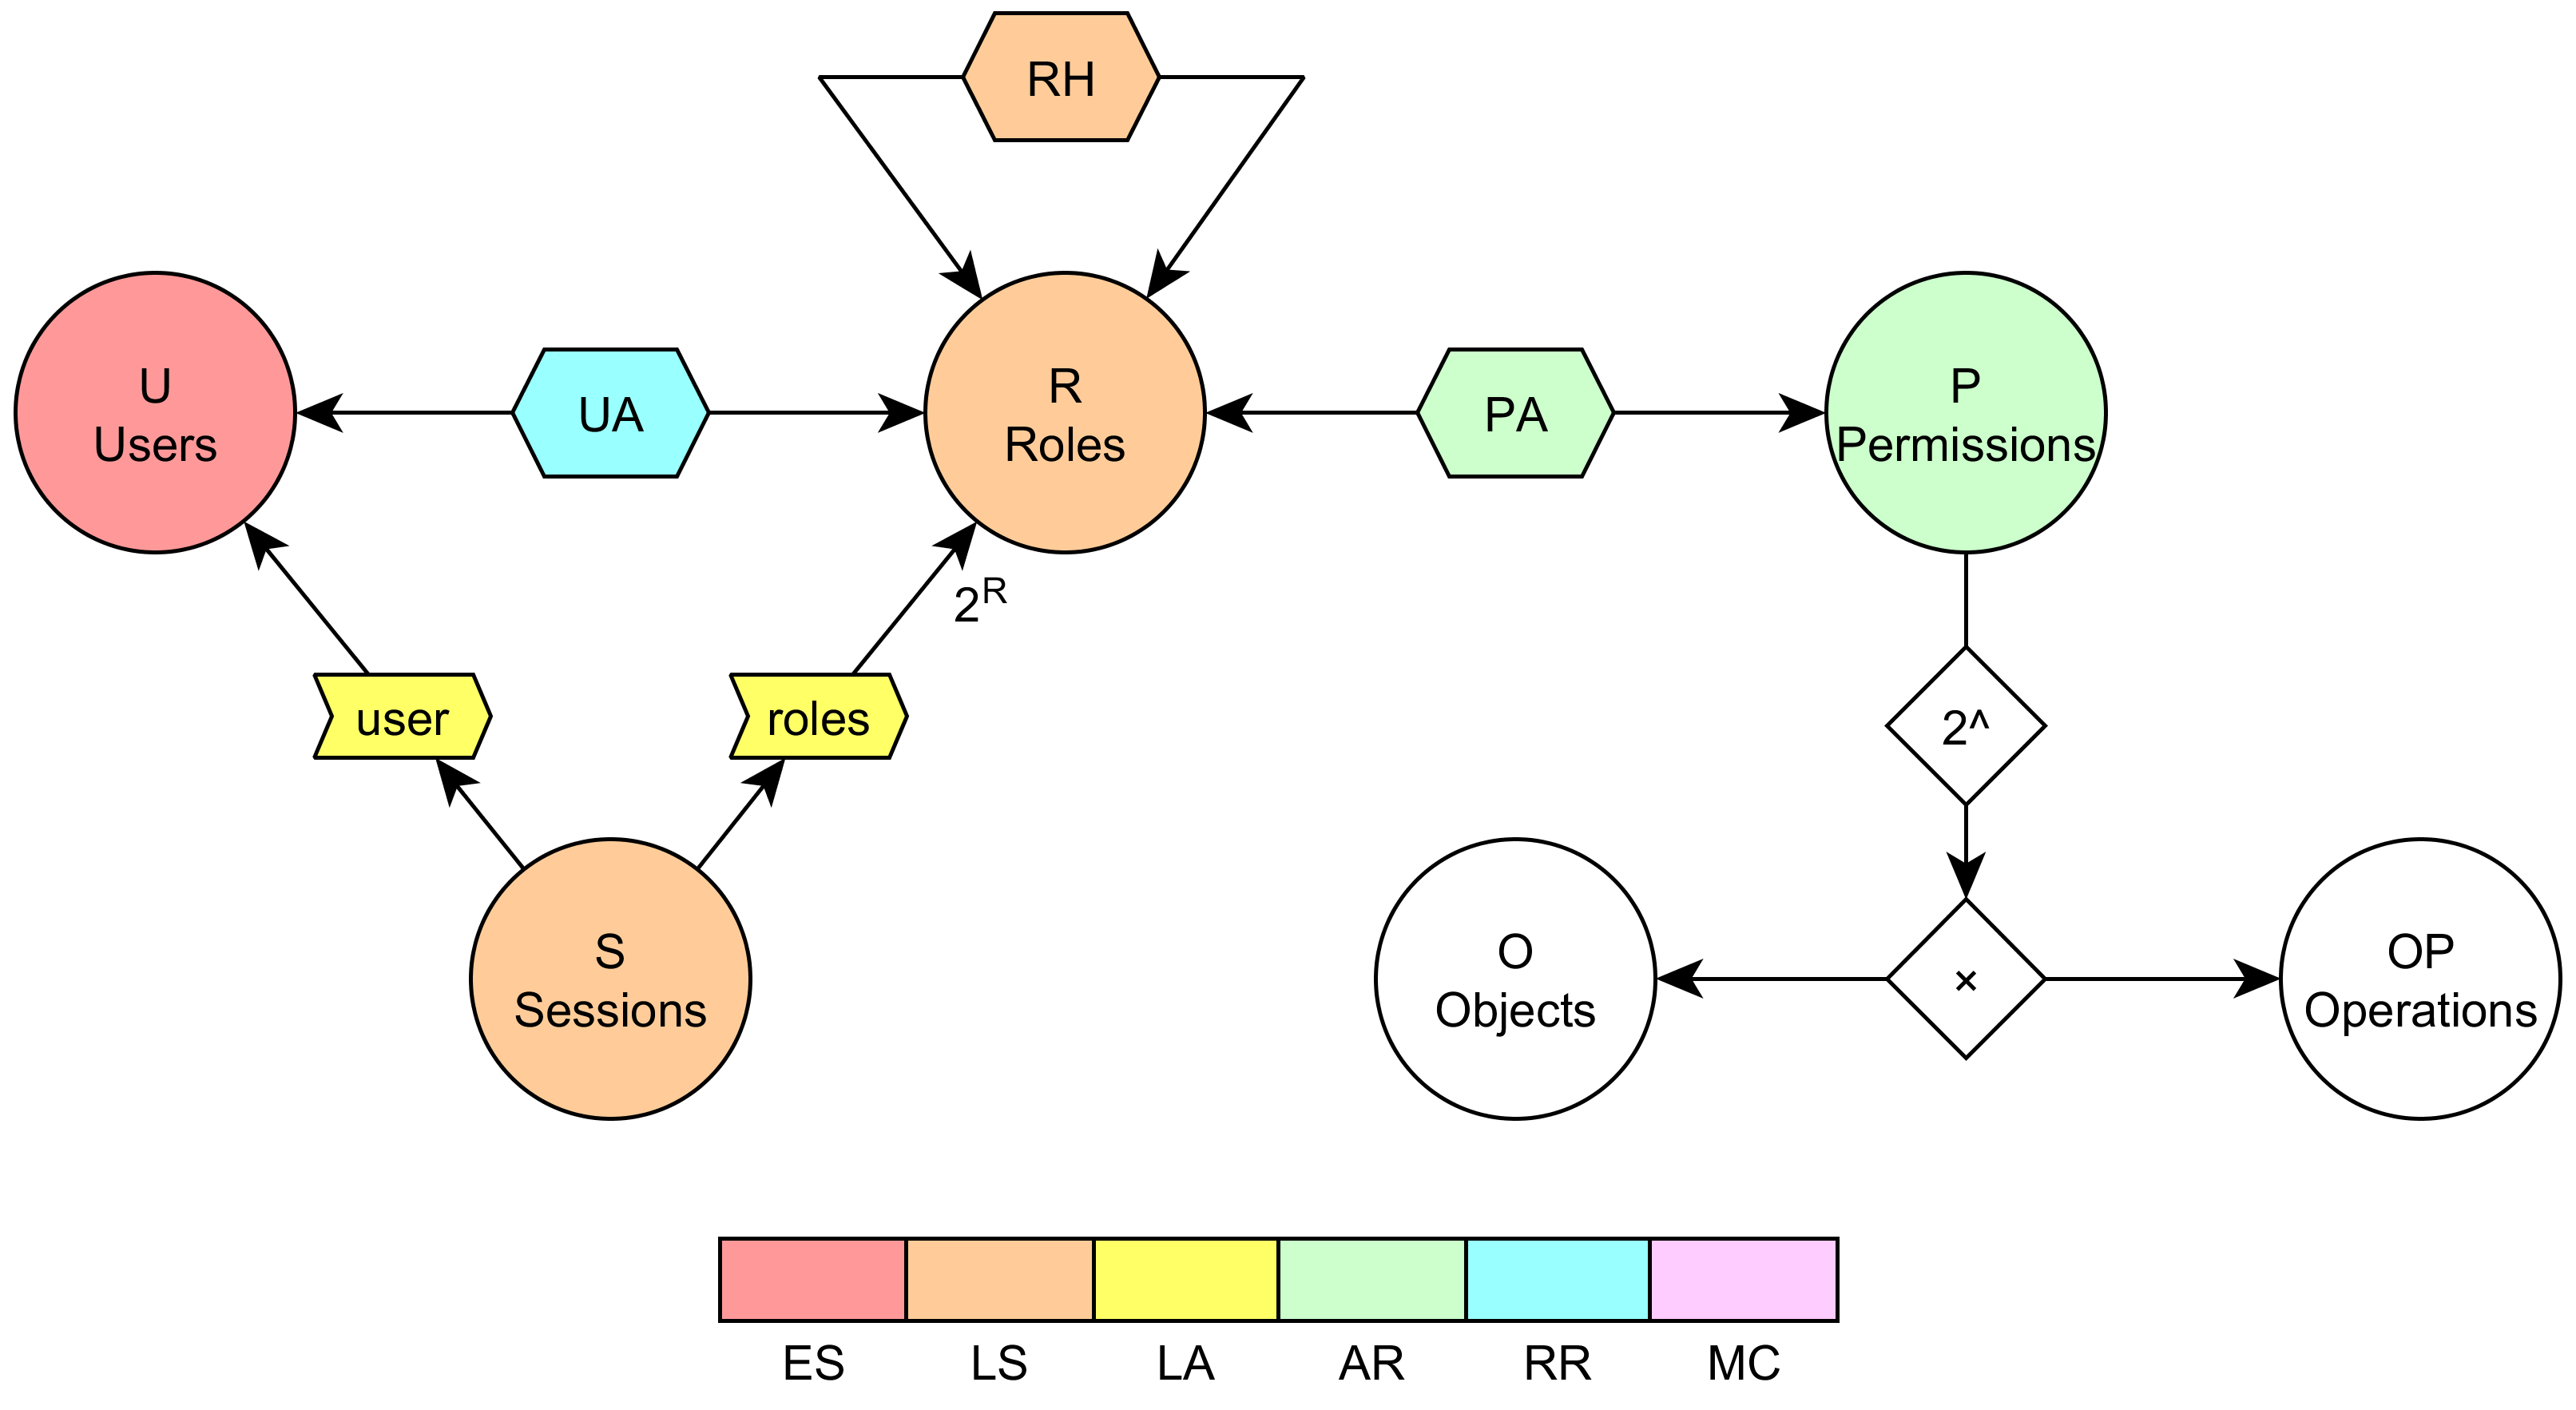 RH
U
Users
UA
R
Roles
PA
P
Permissions
2^R
user
roles
2^
S
Sessions
O
Objects
×
OP
Operations
ES
LS
LA
AR
RR
MC